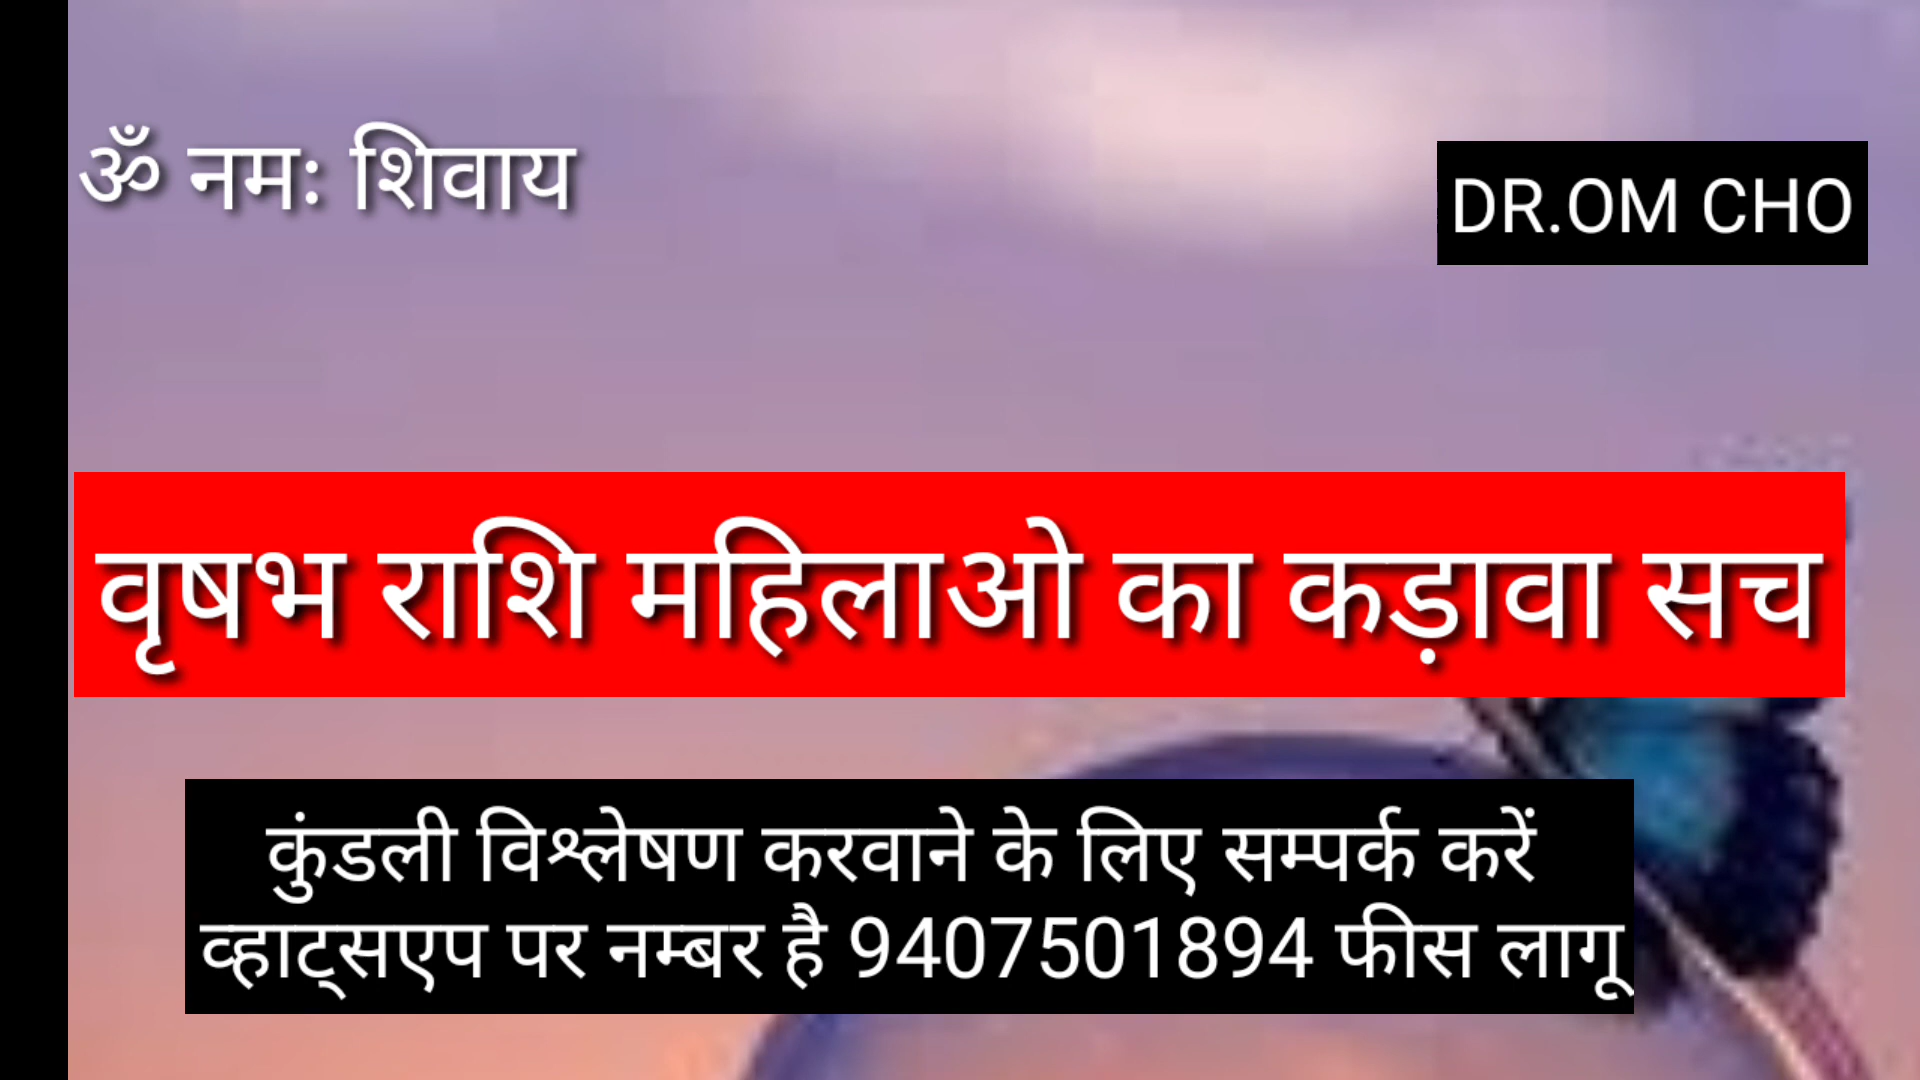 ॐ नमः शिवाय
DR.OM CHO
वृषभ राशि महिलाओ का कड़ावा सच
कुंडली विश्लेषण करवाने के लिए सम्पर्क करें
व्हाट्सएप पर नम्बर है 9407501894 फीस लागू